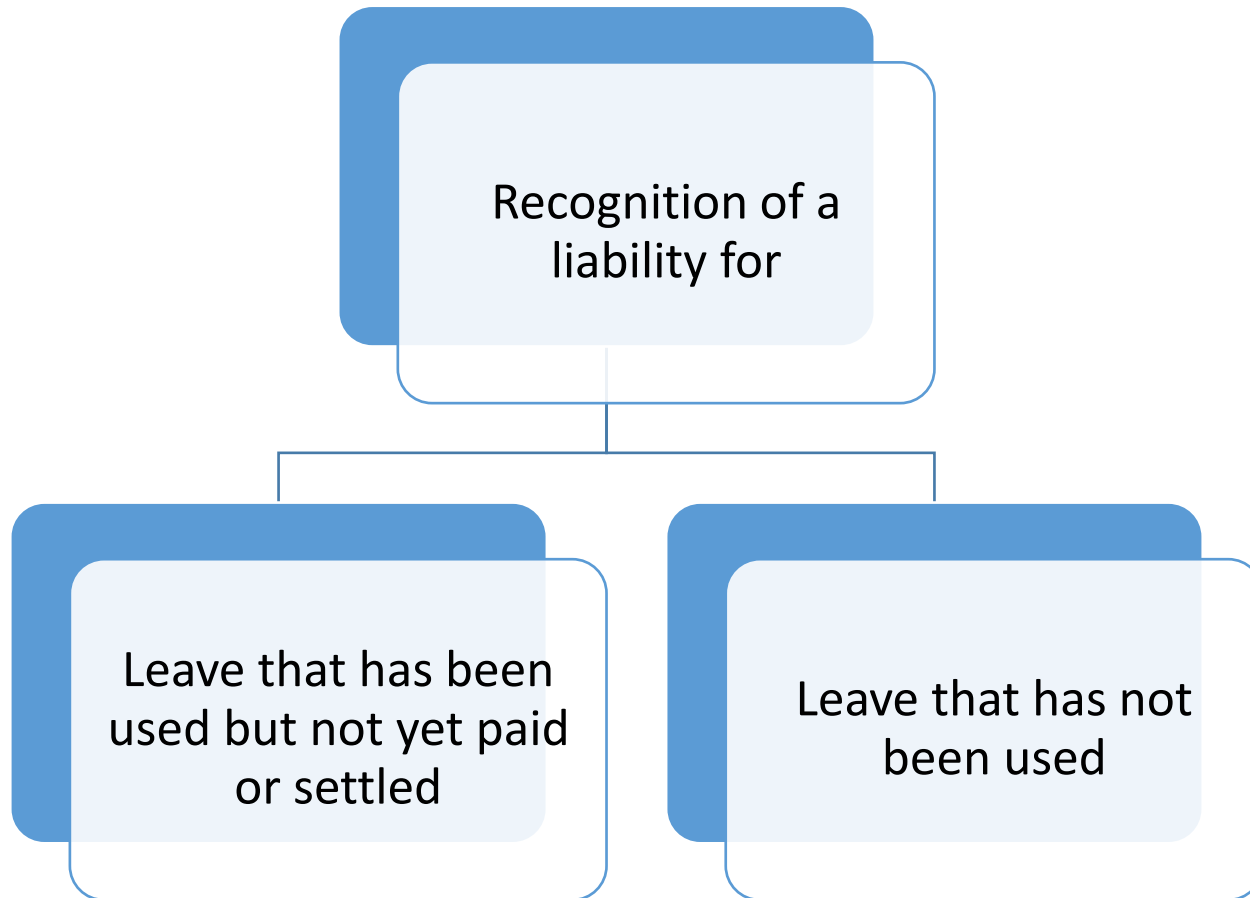 Recognition of a
liability for
Leave that has been
used but not yet paid
or settled
Leave that has not
been used